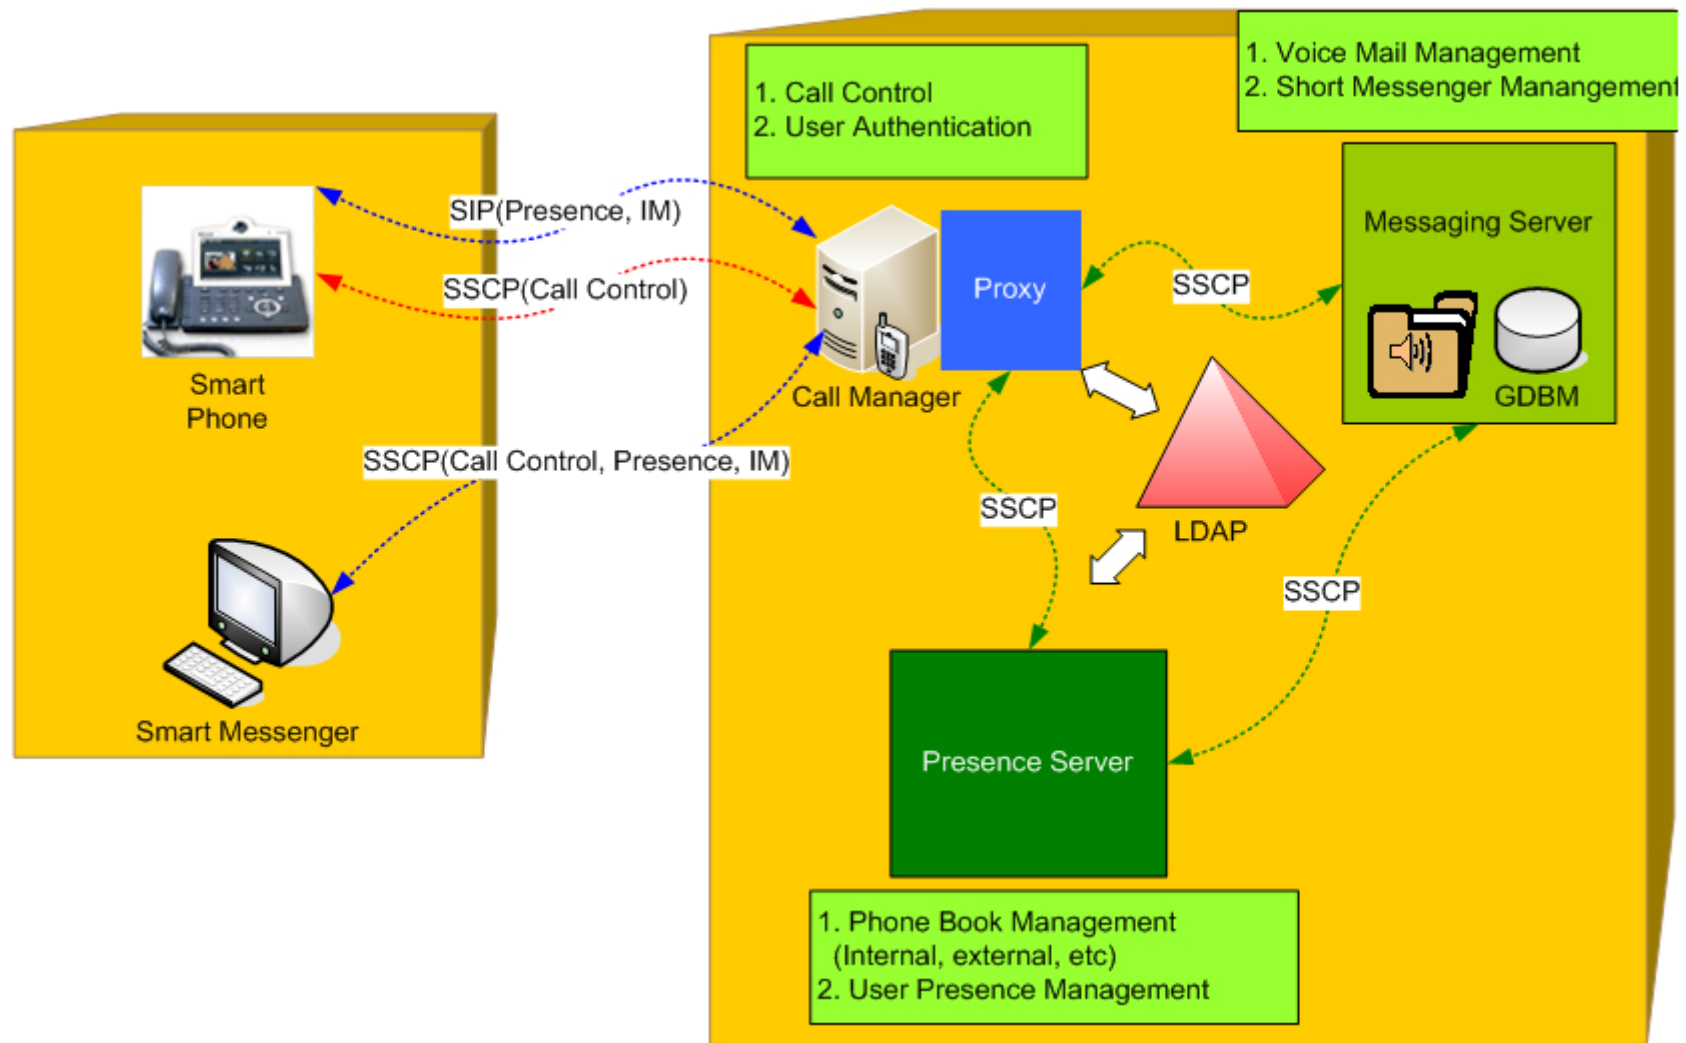 1. Call Control
2. User Authentication
1. Voice Mail Management
2. Short Messenger Manangement
SIP(Presence, IM)
SSCP(Call Control)
Smart
Phone
SSCP(Call Control, Presence, IM)
Smart Messenger
Call Manager
Proxy
SSCP
Messaging Server
GDBM
LDAP
SSCP
SSCP
Presence Server
1. Phone Book Management
(Internal, external, etc)
2. User Presence Management